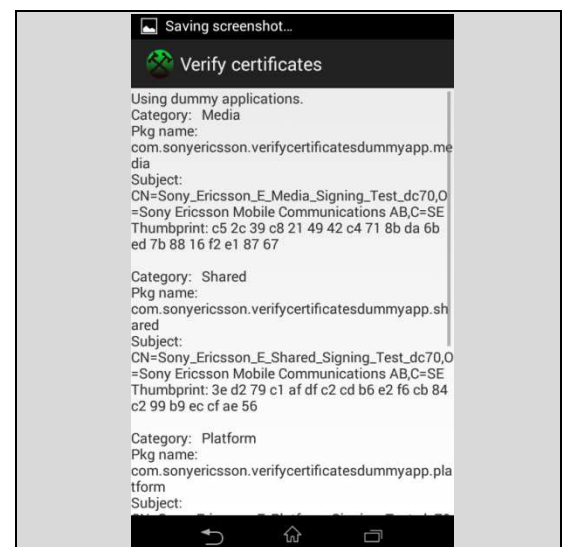 Saving screenshot...
Verify certificates
Using dummy applications.
Category:  Media
Pkg name:
com.sonyericsson.verifycertificatesdummyapp.me
dia
Subject:
CN=Sony_Ericsson_E_Media_Signing_Test_dc70,O
=Sony Ericsson Mobile Communications AB,C=SE
Thumbprint: c5 2c 39 c8 21 49 42 c4 71 8b da 6b
ed 7b 88 16 f2 e1 87 67
Category:  Shared
Pkg name:
com.sonyericsson.verifycertificatesdummyapp.sh
ared
Subject:
CN=Sony_Ericsson_E_Shared_Signing_Test_dc70,O
=Sony Ericsson Mobile Communications AB,C=SE
Thumbprint: 3e d2 79 c1 af df c2 cd b6 e2 f6 cb 84
c2 99 b9 ec cf ae 56
Category:  Platform
Pkg name:
com.sonyericsson.verifycertificatesdummyapp.pla
tform
Subject: